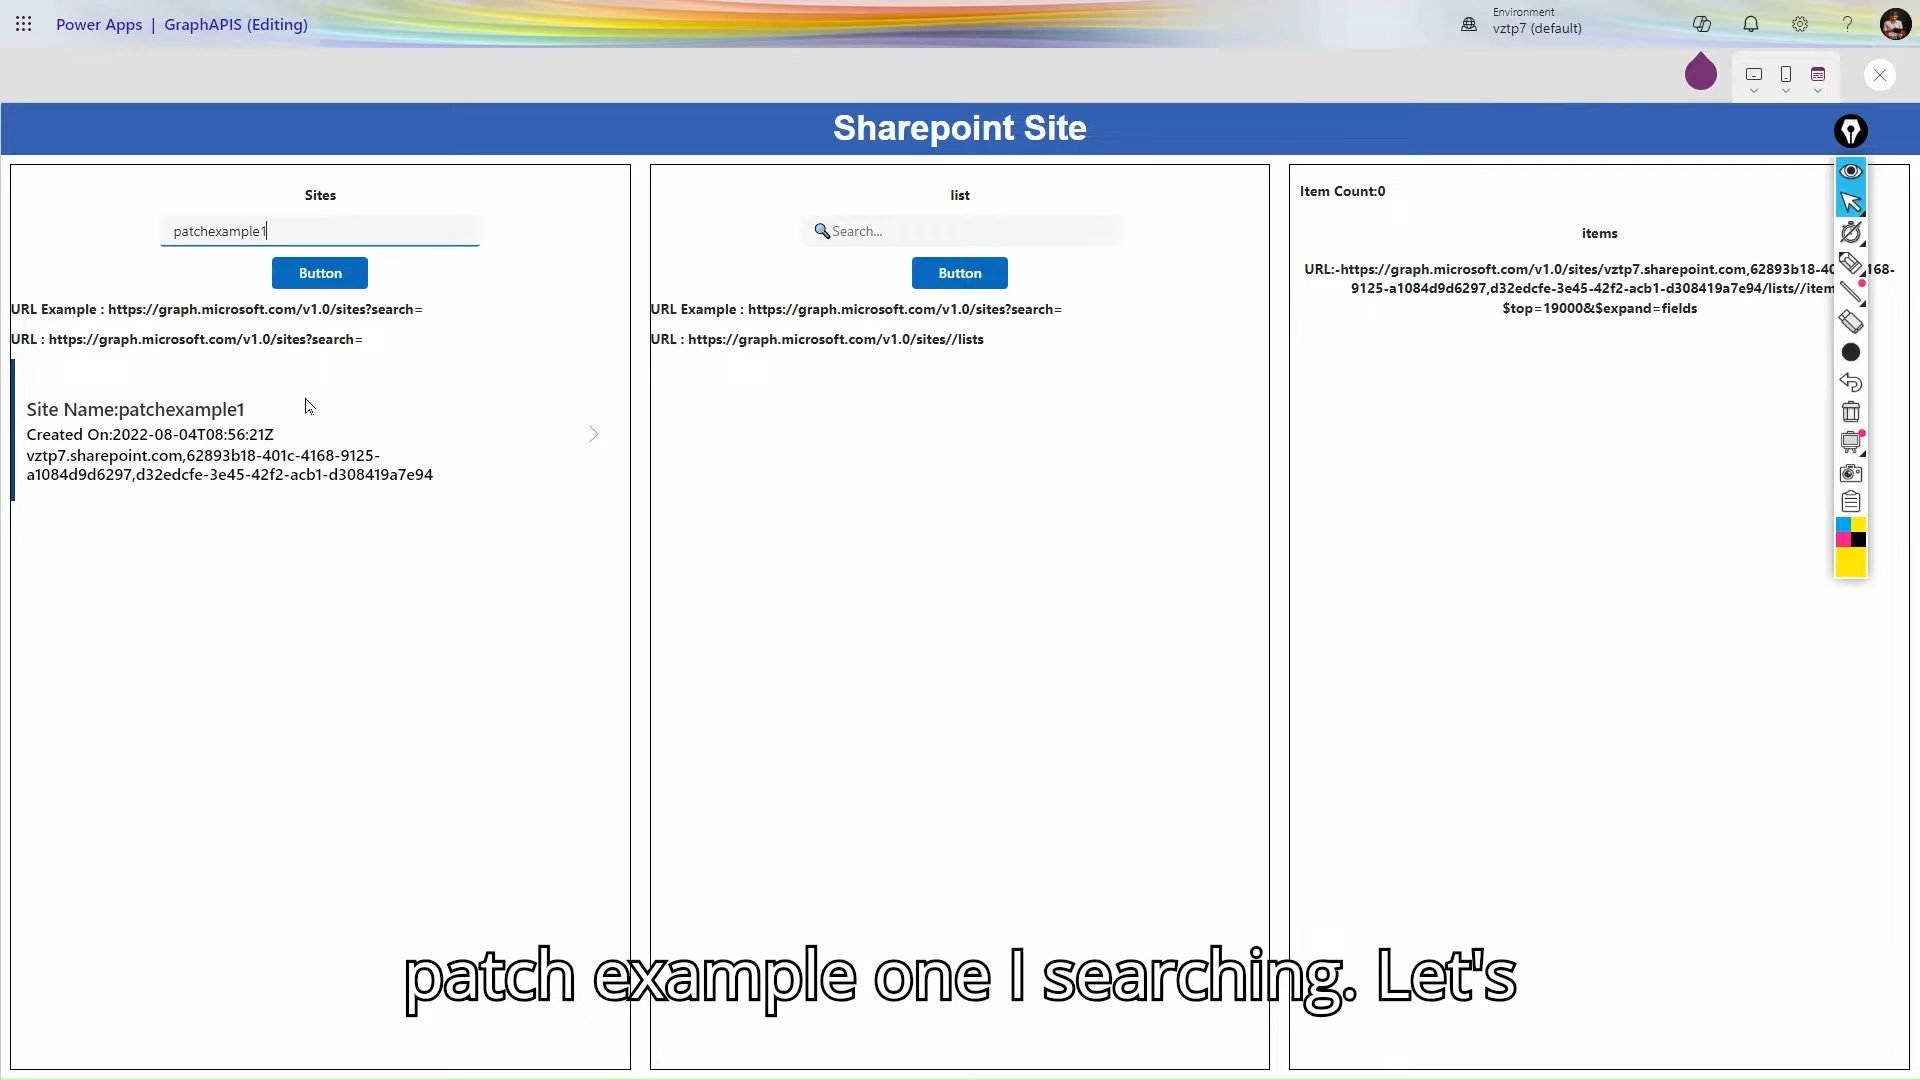 Power Apps | GraphAPIS (Editing)
Environment
vztp7 (default)
Sharepoint Site
Sites
patchexample1
Button
URL Example : https://graph.microsoft.com/v1.0/sites?search=
URL : https://graph.microsoft.com/v1.0/sites?search=
Site Name:patchexample1
Created On:2022-08-04T08:56:21Z
vztp7.sharepoint.com,62893b18-401c-4168-9125-
a1084d9d6297,d32edcfe-3e45-42f2-acb1-d308419a7e94
list
Search...
Button
URL Example : https://graph.microsoft.com/v1.0/sites?search=
URL : https://graph.microsoft.com/v1.0/sites//lists
Item Count:0
items
URL:-https://graph.microsoft.com/v1.0/sites/vztp7.sharepoint.com,62893b18-40 168-
9125-a1084d9d6297,d32edcfe-3e45-42f2-acb1-d308419a7e94/lists//item
$top=19000&$expand=fields
patch example one I searching. Let's